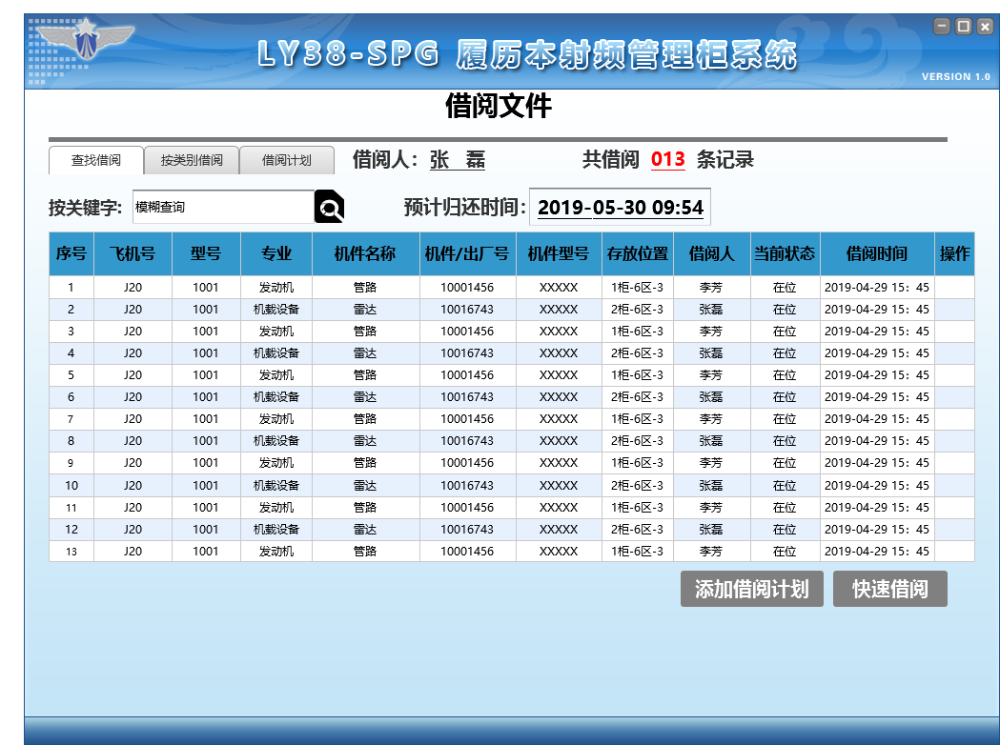 LY38-SPG 履历本射频管理柜系统
VERSION 1.0
借阅文件
查找借阅 按类别借阅 借阅计划 借阅人: 张 磊 共借阅 013 条记录
按关键字: 模糊查询 预计归还时间: 2019-05-30 09:54
序号 飞机号 型号 专业 机件名称 机件/出厂号 机件型号 存放位置 借阅人 当前状态 借阅时间 操作
1 J20 1001 发动机 管路 10001456 XXXXX 1柜-6区-3 李芳 在位 2019-04-29 15：45
2 J20 1001 机载设备 雷达 10016743 XXXXX 2柜-6区-3 张磊 在位 2019-04-29 15：45
3 J20 1001 发动机 管路 10001456 XXXXX 1柜-6区-3 李芳 在位 2019-04-29 15：45
4 J20 1001 机载设备 雷达 10016743 XXXXX 2柜-6区-3 张磊 在位 2019-04-29 15：45
5 J20 1001 发动机 管路 10001456 XXXXX 1柜-6区-3 李芳 在位 2019-04-29 15：45
6 J20 1001 机载设备 雷达 10016743 XXXXX 2柜-6区-3 张磊 在位 2019-04-29 15：45
7 J20 1001 发动机 管路 10001456 XXXXX 1柜-6区-3 李芳 在位 2019-04-29 15：45
8 J20 1001 机载设备 雷达 10016743 XXXXX 2柜-6区-3 张磊 在位 2019-04-29 15：45
9 J20 1001 发动机 管路 10001456 XXXXX 1柜-6区-3 李芳 在位 2019-04-29 15：45
10 J20 1001 机载设备 雷达 10016743 XXXXX 2柜-6区-3 张磊 在位 2019-04-29 15：45
11 J20 1001 发动机 管路 10001456 XXXXX 1柜-6区-3 李芳 在位 2019-04-29 15：45
12 J20 1001 机载设备 雷达 10016743 XXXXX 2柜-6区-3 张磊 在位 2019-04-29 15：45
13 J20 1001 发动机 管路 10001456 XXXXX 1柜-6区-3 李芳 在位 2019-04-29 15：45
添加借阅计划 快速借阅